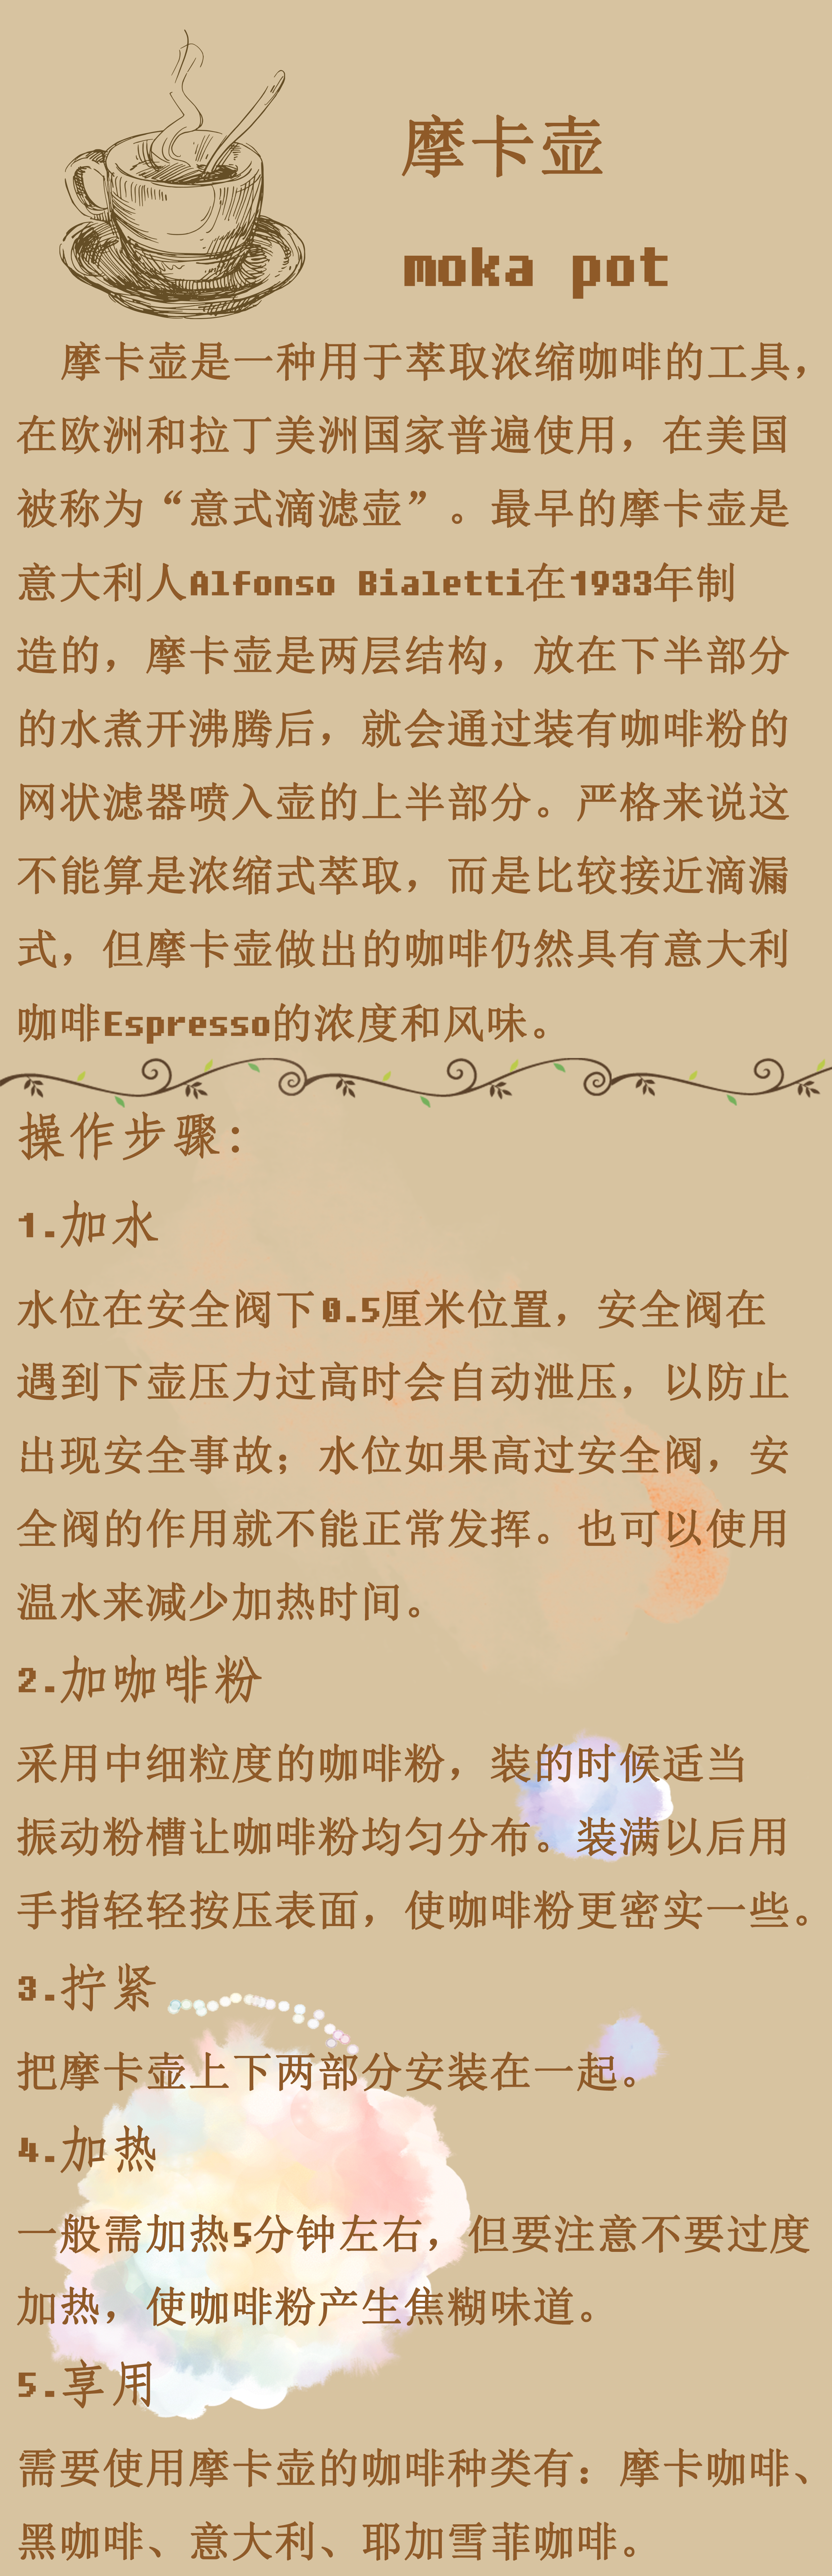 摩卡壶
moka pot
摩卡壶是一种用于萃取浓缩咖啡的工具，
在欧洲和拉丁美洲国家普遍使用，在美国
被称为“意式滴滤壶”。最早的摩卡壶是
意大利人Alfonso Bialetti在1933年制
造的，摩卡壶是两层结构，放在下半部分
的水煮开沸腾后，就会通过装有咖啡粉的
网状滤器喷入壶的上半部分。严格来说这
不能算是浓缩式萃取，而是比较接近滴漏
式，但摩卡壶做出的咖啡仍然具有意大利
咖啡Espresso的浓度和风味。
操作步骤：
1.加水
水位在安全阀下0.5厘米位置，安全阀在
遇到下壶压力过高时会自动泄压，以防止
出现安全事故；水位如果高过安全阀，安
全阀的作用就不能正常发挥。也可以使用
温水来减少加热时间。
2.加咖啡粉
采用中细粒度的咖啡粉，装的时候适当
振动粉槽让咖啡粉均匀分布。装满以后用
手指轻轻按压表面，使咖啡粉更密实一些。
3.拧紧
把摩卡壶上下两部分安装在一起。
4.加热
一般需加热5分钟左右，但要注意不要过度
加热，使咖啡粉产生焦糊味道。
5.享用
需要使用摩卡壶的咖啡种类有：摩卡咖啡、
黑咖啡、意大利、耶加雪菲咖啡。